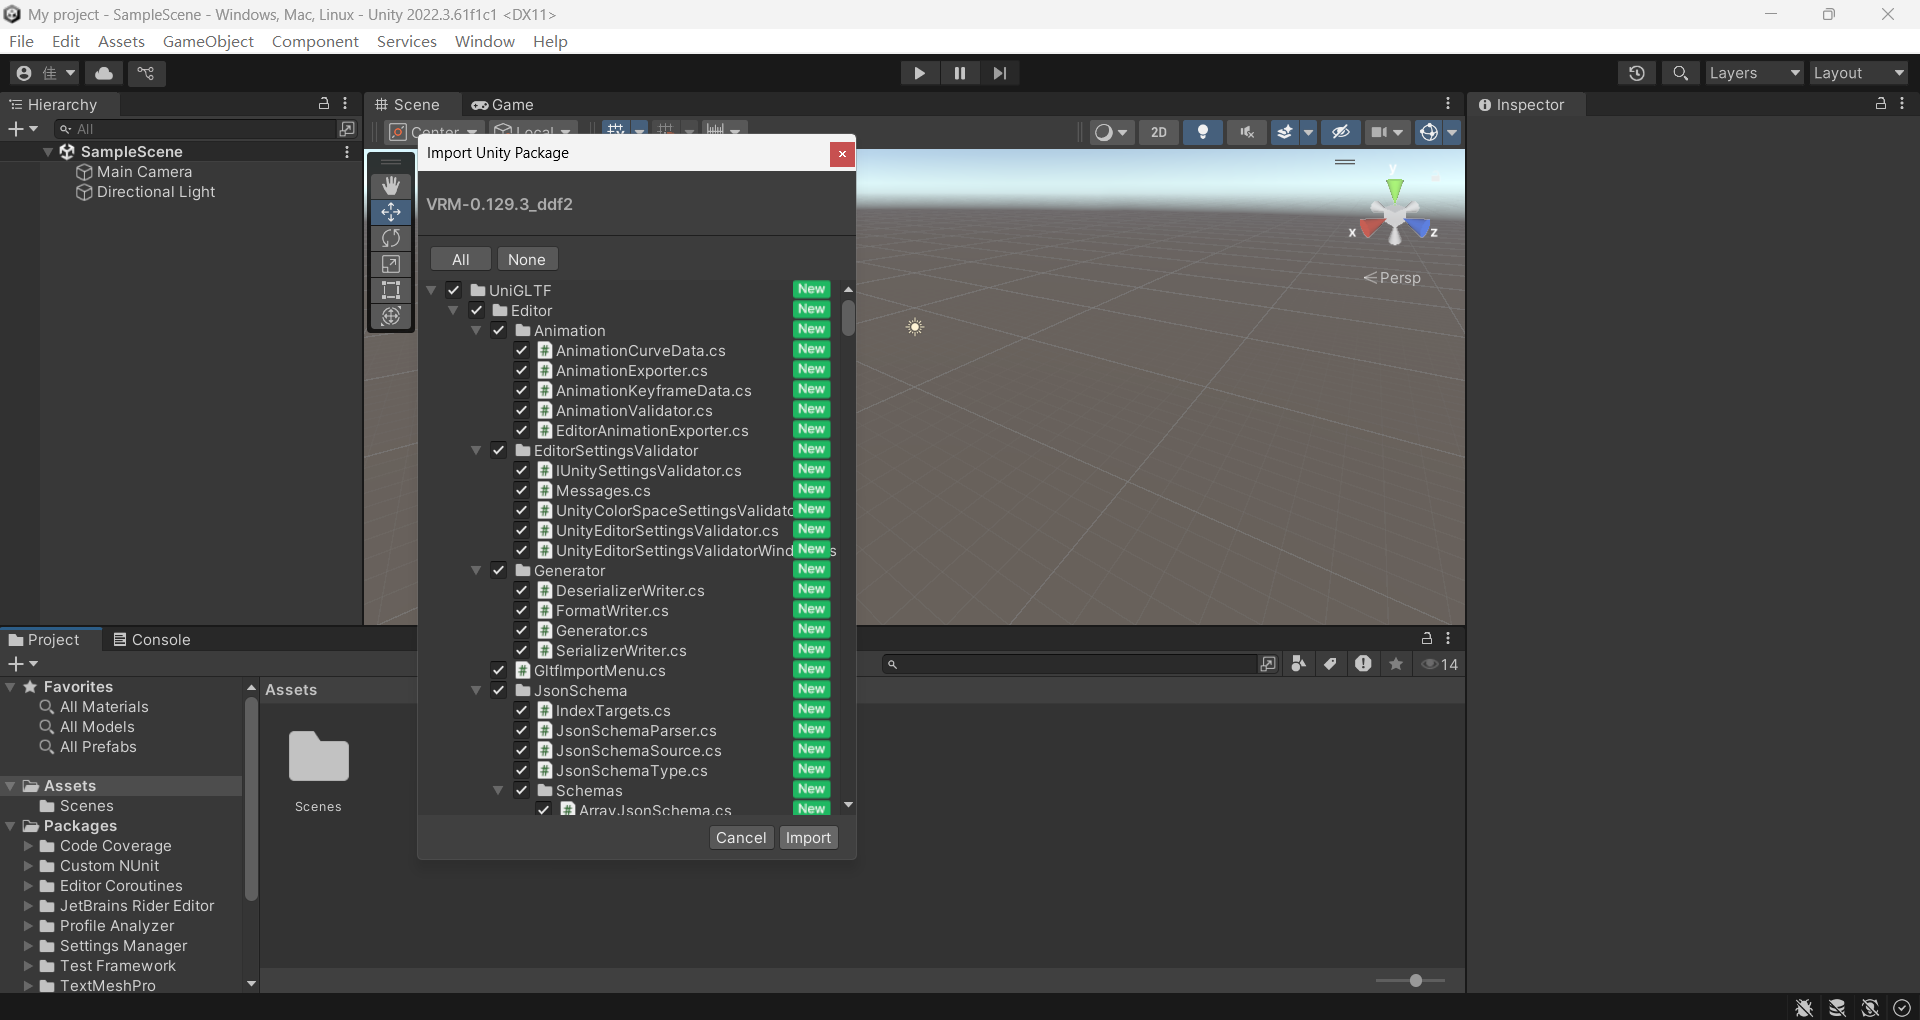 My project - SampleScene - Windows, Mac, Linux - Unity 2022.3.61f1c1 <DX11>
File Edit Assets GameObject Component Services Window Help
佳 Layers Layout
Hierarchy Scene Game Inspector
All Center Local 2D
SampleScene
Main Camera
Directional Light
y
x z
Persp
Import Unity Package
VRM-0.129.3_ddf2
All None
UniGLTF New
Editor New
Animation New
AnimationCurveData.cs New
AnimationExporter.cs New
AnimationKeyframeData.cs New
AnimationValidator.cs New
EditorAnimationExporter.cs New
EditorSettingsValidator New
IUnitySettingsValidator.cs New
Messages.cs New
UnityColorSpaceSettingsValidato New
UnityEditorSettingsValidator.cs New
UnityEditorSettingsValidatorWind New s
Generator New
DeserializerWriter.cs New
FormatWriter.cs New
Generator.cs New
SerializerWriter.cs New
GltfImportMenu.cs New
JsonSchema New
IndexTargets.cs New
JsonSchemaParser.cs New
JsonSchemaSource.cs New
JsonSchemaType.cs New
Schemas New
ArrayJsonSchema.cs New
Cancel Import
Project Console
14
Favorites
All Materials
All Models
All Prefabs
Assets
Scenes
Packages
Code Coverage
Custom NUnit
Editor Coroutines
JetBrains Rider Editor
Profile Analyzer
Settings Manager
Test Framework
TextMeshPro
Assets
Scenes